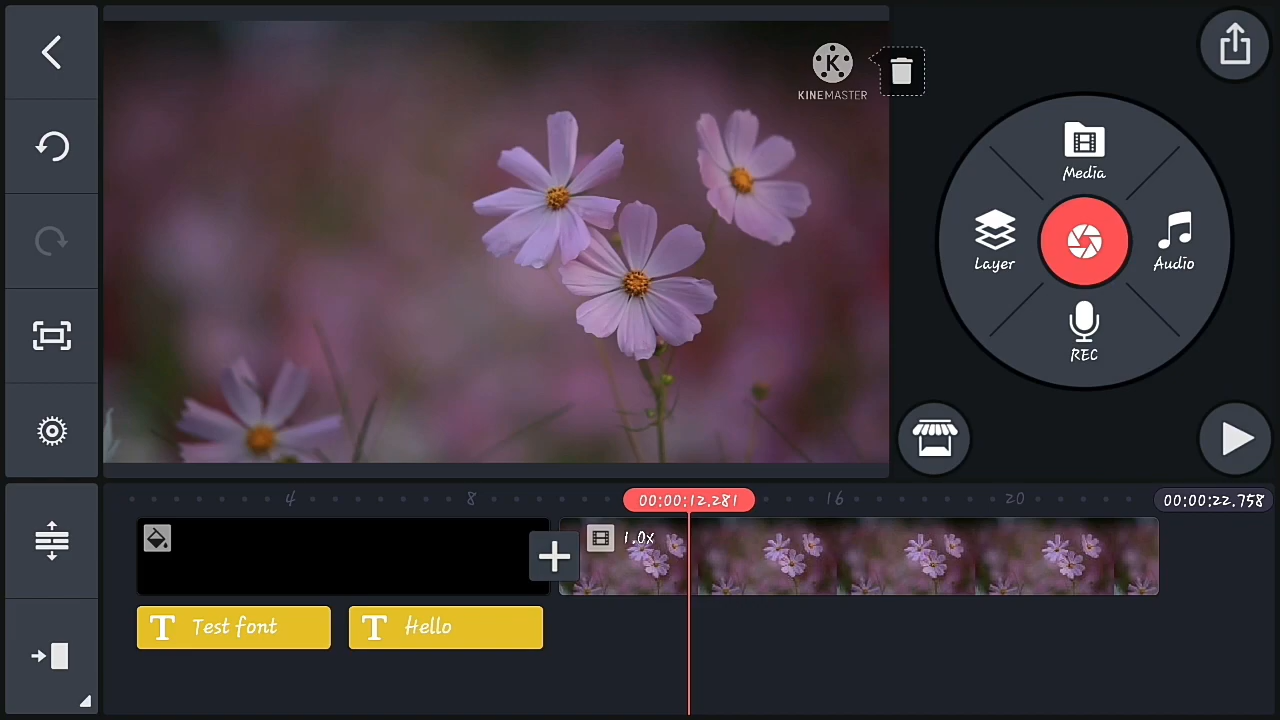 KINEMASTER
Media
Layer
Audio
REC
4
8
00:00:12.281
16
20
00:00:22.758
1.0x
T Test font
T Hello